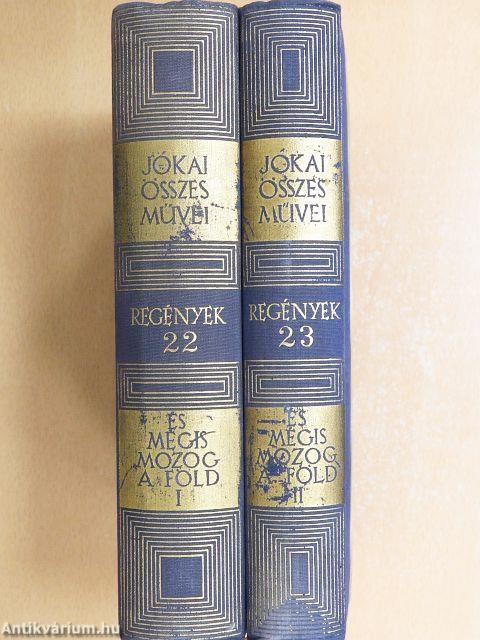 JÓKAI
ÖSSZES
MŰVEI
REGÉNYEK
22
ÉS
MÉGIS
MOZOG
A FÖLD
I
JÓKAI
ÖSSZES
MŰVEI
REGÉNYEK
23
ÉS
MÉGIS
MOZOG
A FÖLD
II
Antikvárium.hu